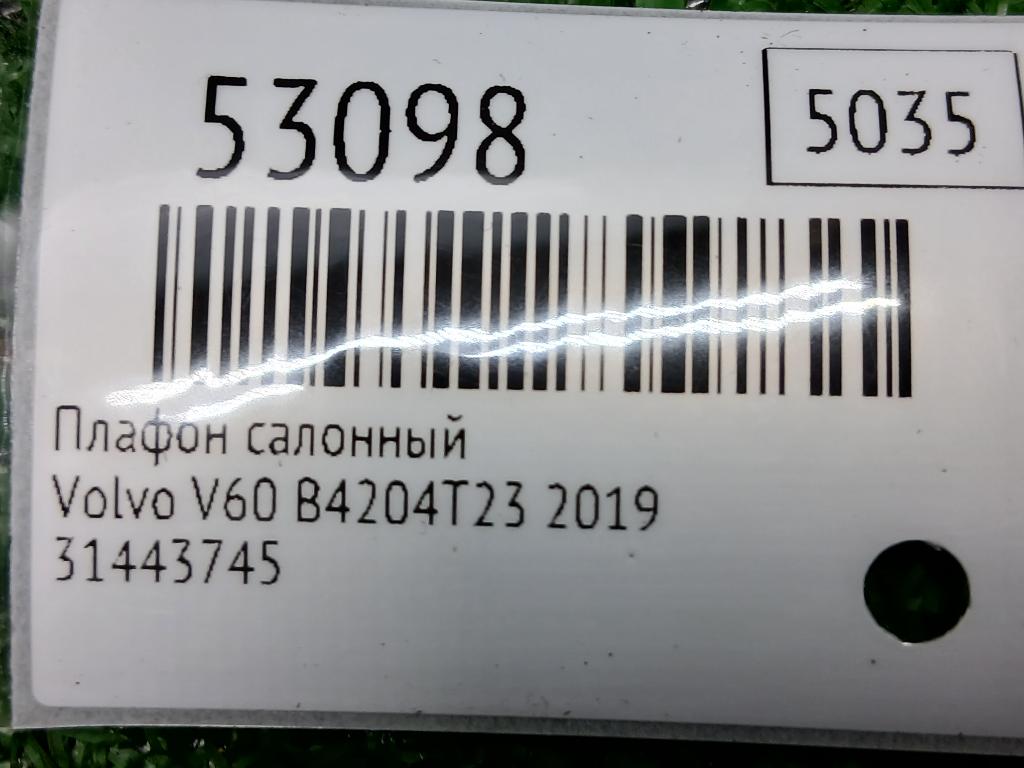 53098
5035
Плафон салонный
Volvo V60 B4204T23 2019
31443745